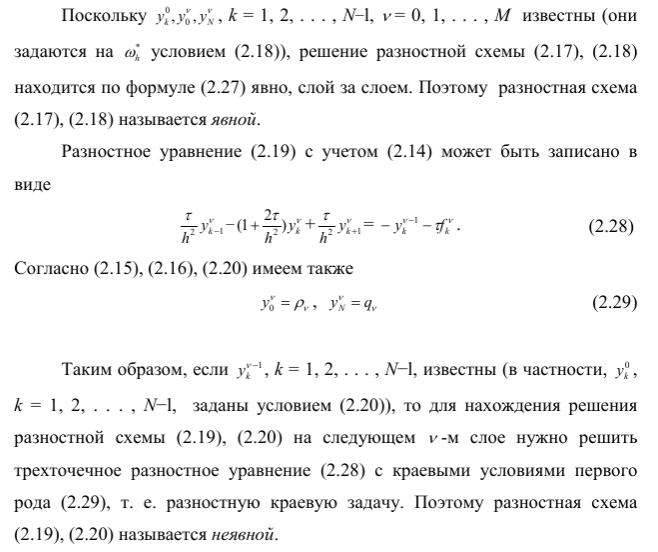 Поскольку y_k^0, y_0^ν, y_N^ν, k = 1, 2, . . . , N−l, ν = 0, 1, . . . , M известны (они
задаются на ω_h^* условием (2.18)), решение разностной схемы (2.17), (2.18)
находится по формуле (2.27) явно, слой за слоем. Поэтому разностная схема
(2.17), (2.18) называется явной.
Разностное уравнение (2.19) с учетом (2.14) может быть записано в
виде
τ/h² y_{k−1}^ν − (1 + 2τ/h²) y_k^ν + τ/h² y_{k+1}^ν = − y_k^{ν−1} − τf_k^ν . (2.28)
Согласно (2.15), (2.16), (2.20) имеем также
y_0^ν = ρ_ν , y_N^ν = q_ν (2.29)
Таким образом, если y_k^{ν−1}, k = 1, 2, . . . , N−l, известны (в частности, y_k^0 ,
k = 1, 2, . . . , N−l, заданы условием (2.20)), то для нахождения решения
разностной схемы (2.19), (2.20) на следующем ν -м слое нужно решить
трехточечное разностное уравнение (2.28) с краевыми условиями первого
рода (2.29), т. е. разностную краевую задачу. Поэтому разностная схема
(2.19), (2.20) называется неявной.